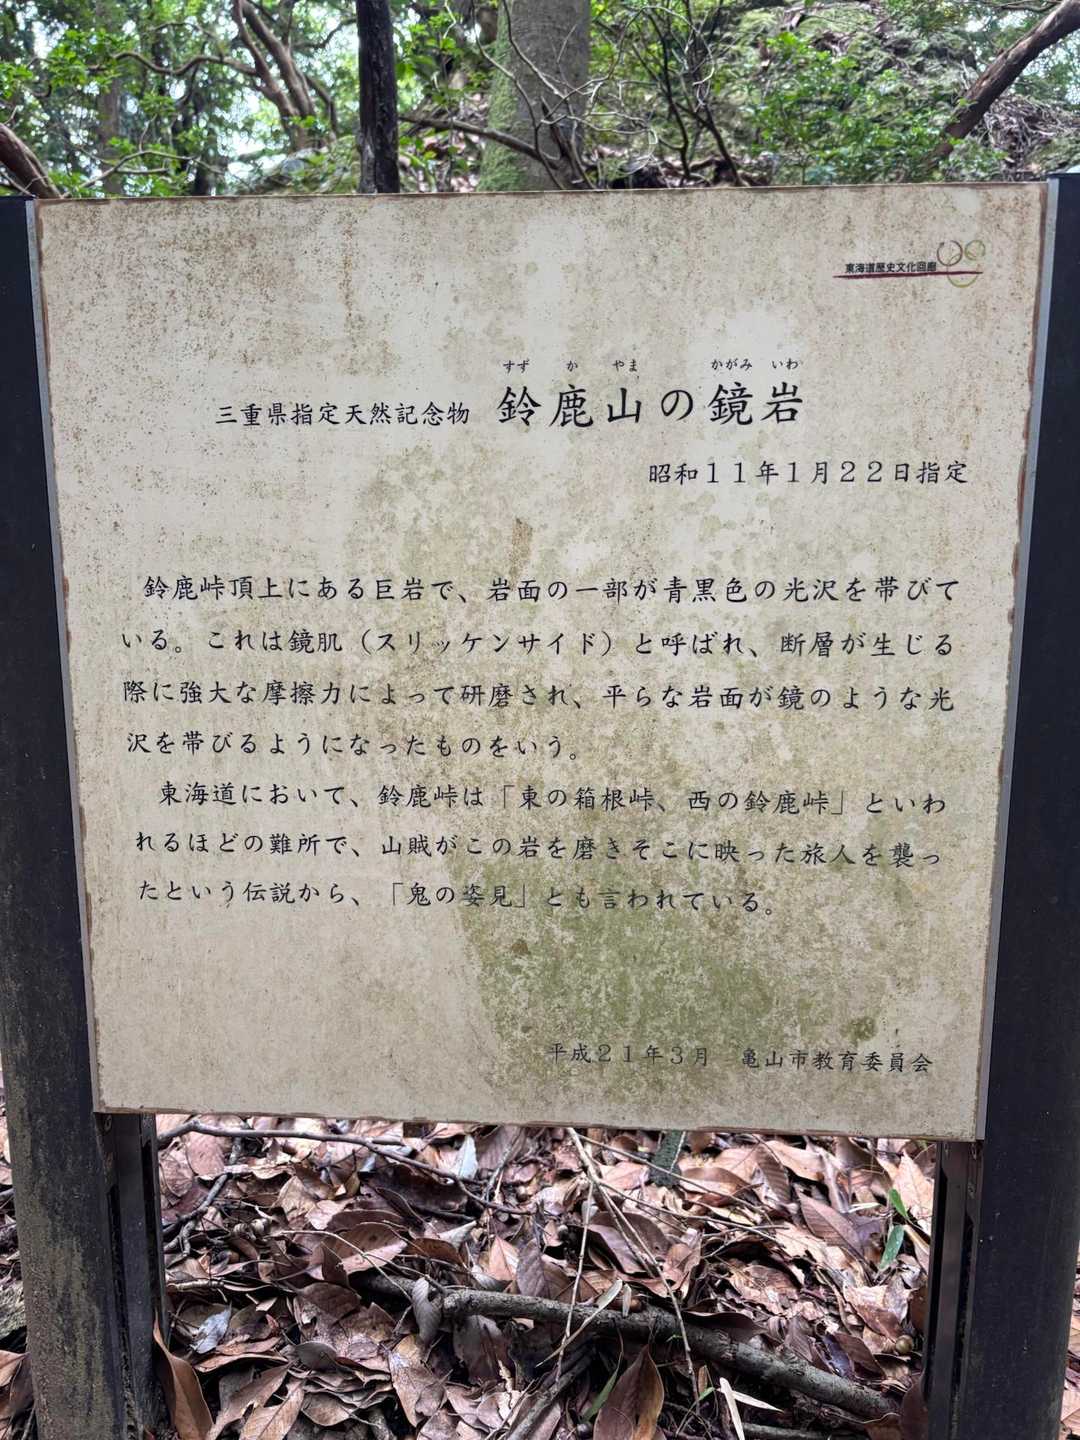 東海道歴史文化回廊
すず か やま かがみ いわ
三重県指定天然記念物 鈴鹿山の鏡岩
昭和11年1月22日指定
鈴鹿峠頂上にある巨岩で、岩面の一部が青黒色の光沢を帯びて
いる。これは鏡肌（スリッケンサイド）と呼ばれ、断層が生じる
際に強大な摩擦力によって研磨され、平らな岩面が鏡のような光
沢を帯びるようになったものをいう。
東海道において、鈴鹿峠は「東の箱根峠、西の鈴鹿峠」といわ
れるほどの難所で、山賊がこの岩を磨きそこに映った旅人を襲っ
たという伝説から、「鬼の姿見」とも言われている。
平成21年3月 亀山市教育委員会